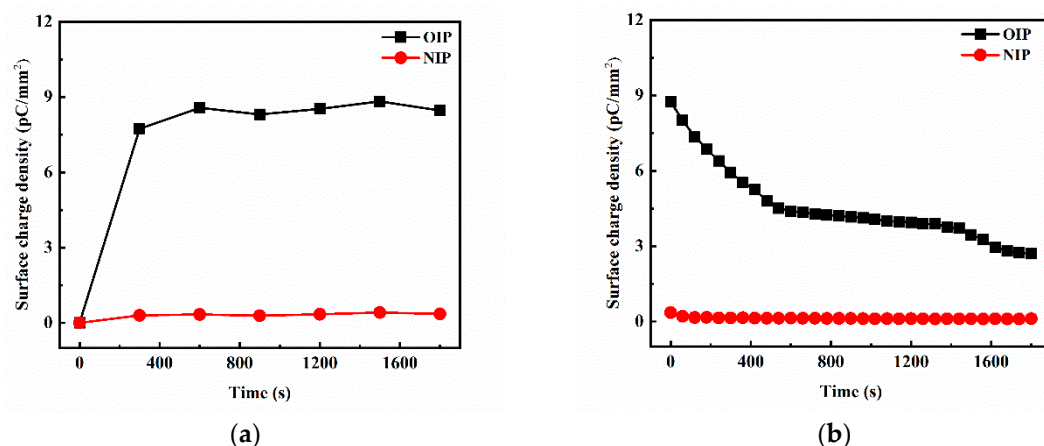 12
9
6
3
0
Surface charge density (pC/mm²)
OIP
NIP
0 400 800 1200 1600
Time (s)
(a)
12
9
6
3
0
Surface charge density (pC/mm²)
OIP
NIP
0 400 800 1200 1600
Time (s)
(b)